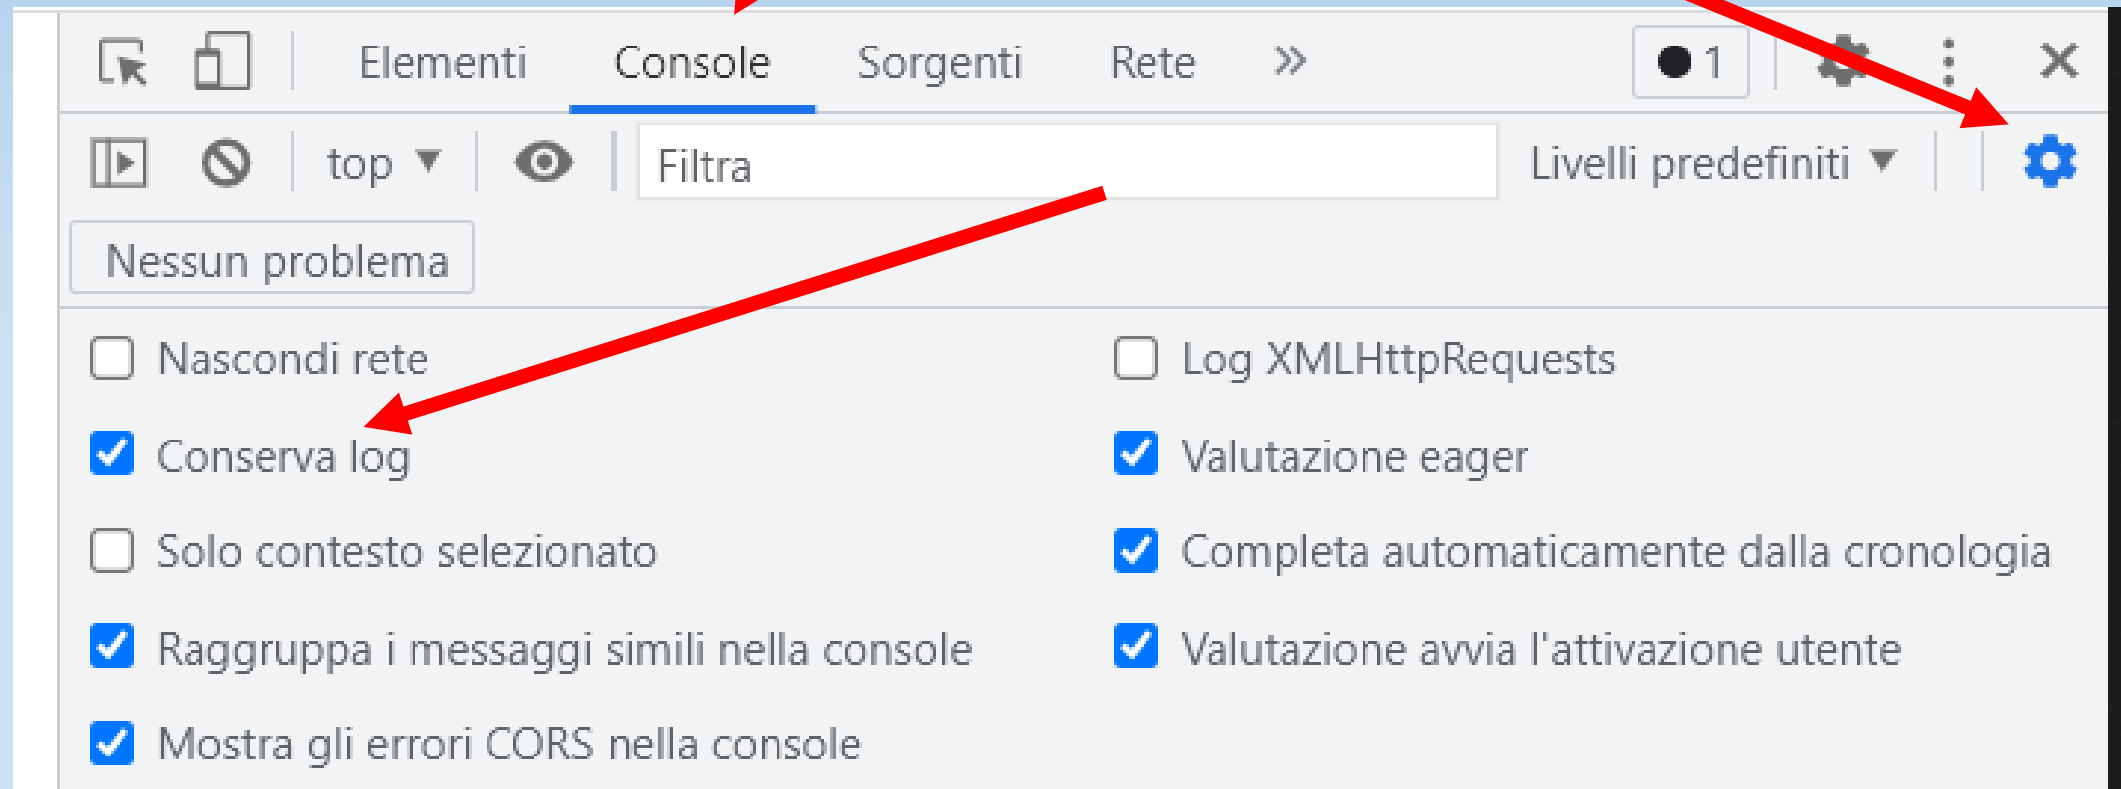 Elementi Console Sorgenti Rete » 1
top Filtra Livelli predefiniti
Nessun problema
Nascondi rete Log XMLHttpRequests
Conserva log Valutazione eager
Solo contesto selezionato Completa automaticamente dalla cronologia
Raggruppa i messaggi simili nella console Valutazione avvia l'attivazione utente
Mostra gli errori CORS nella console